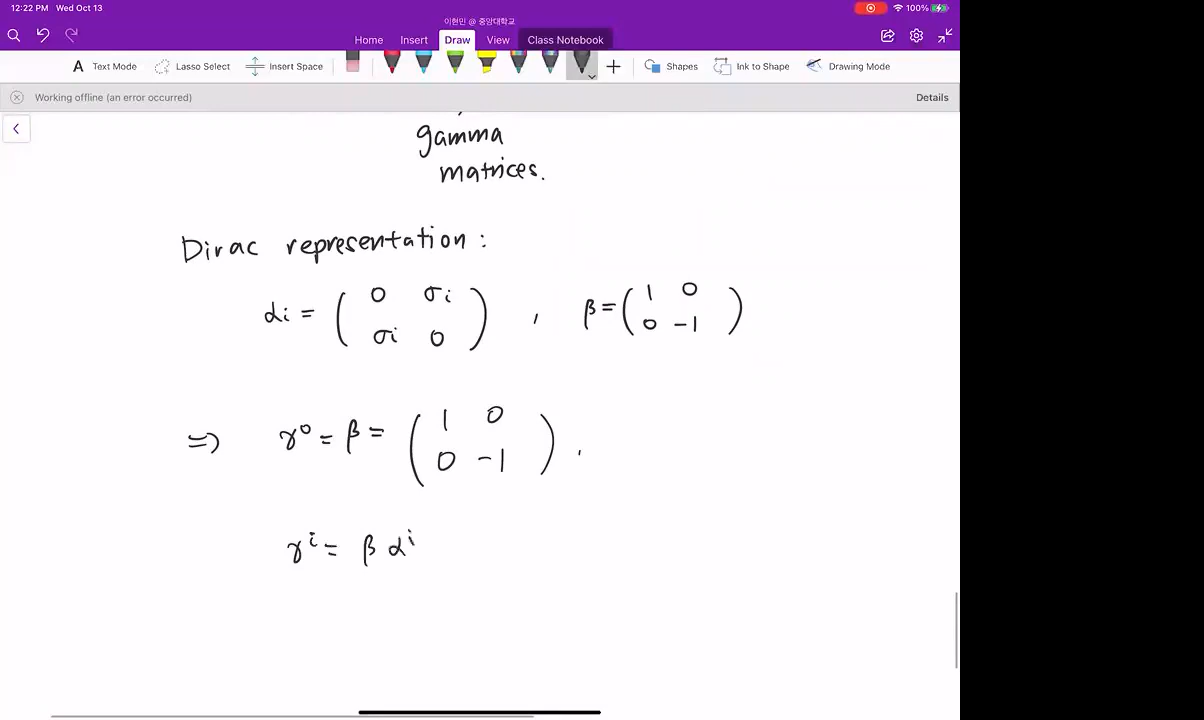 12:22 PM Wed Oct 13
100%
이현민 @ 중앙대학교
Home Insert Draw View Class Notebook
Text Mode Lasso Select Insert Space Shapes Ink to Shape Drawing Mode
Working offline (an error occurred) Details
gamma
matrices.
Dirac representation:
αi = ( 0 σi
σi 0 ) , β = ( 1 0
0 -1 )
⇒ γ⁰ = β = ( 1 0
0 -1 ) ,
γⁱ = β αⁱ